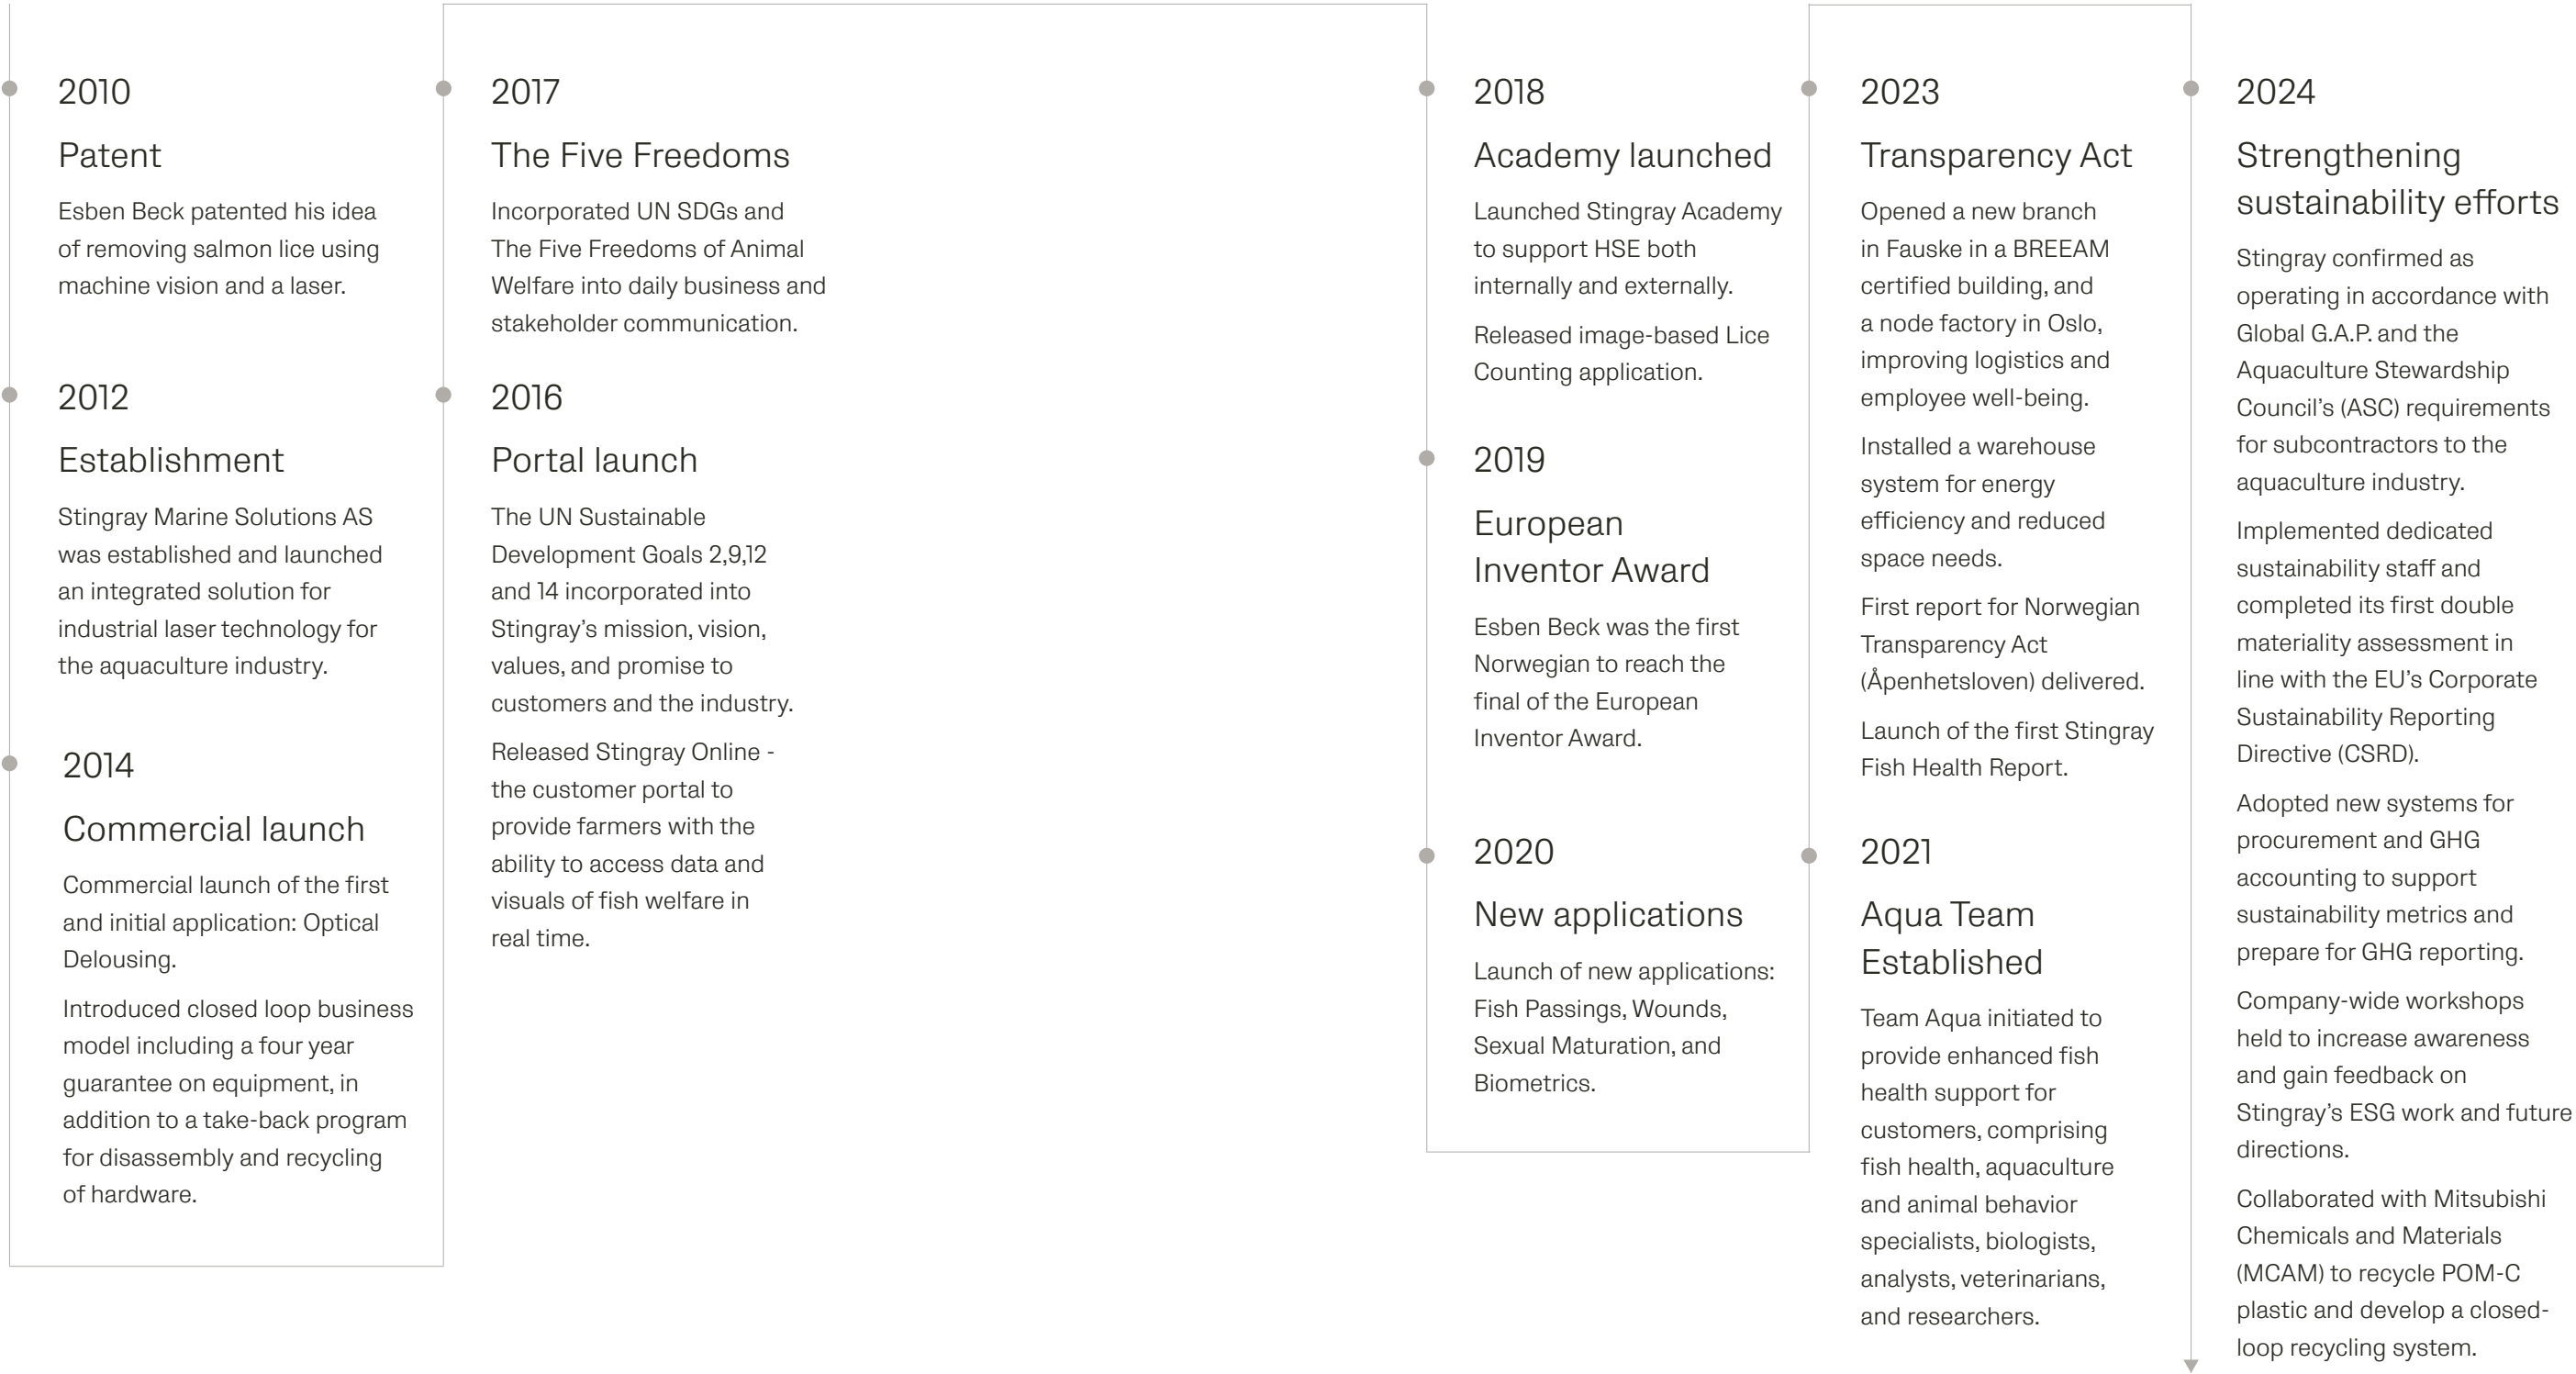 2010
Patent
Esben Beck patented his idea
of removing salmon lice using
machine vision and a laser.
2012
Establishment
Stingray Marine Solutions AS
was established and launched
an integrated solution for
industrial laser technology for
the aquaculture industry.
2014
Commercial launch
Commercial launch of the first
and initial application: Optical
Delousing.
Introduced closed loop business
model including a four year
guarantee on equipment, in
addition to a take-back program
for disassembly and recycling
of hardware.
2017
The Five Freedoms
Incorporated UN SDGs and
The Five Freedoms of Animal
Welfare into daily business and
stakeholder communication.
2016
Portal launch
The UN Sustainable
Development Goals 2,9,12
and 14 incorporated into
Stingray’s mission, vision,
values, and promise to
customers and the industry.
Released Stingray Online -
the customer portal to
provide farmers with the
ability to access data and
visuals of fish welfare in
real time.
2018
Academy launched
Launched Stingray Academy
to support HSE both
internally and externally.
Released image-based Lice
Counting application.
2019
European
Inventor Award
Esben Beck was the first
Norwegian to reach the
final of the European
Inventor Award.
2020
New applications
Launch of new applications:
Fish Passings, Wounds,
Sexual Maturation, and
Biometrics.
2023
Transparency Act
Opened a new branch
in Fauske in a BREEAM
certified building, and
a node factory in Oslo,
improving logistics and
employee well-being.
Installed a warehouse
system for energy
efficiency and reduced
space needs.
First report for Norwegian
Transparency Act
(Åpenhetsloven) delivered.
Launch of the first Stingray
Fish Health Report.
2021
Aqua Team
Established
Team Aqua initiated to
provide enhanced fish
health support for
customers, comprising
fish health, aquaculture
and animal behavior
specialists, biologists,
analysts, veterinarians,
and researchers.
2024
Strengthening
sustainability efforts
Stingray confirmed as
operating in accordance with
Global G.A.P. and the
Aquaculture Stewardship
Council’s (ASC) requirements
for subcontractors to the
aquaculture industry.
Implemented dedicated
sustainability staff and
completed its first double
materiality assessment in
line with the EU’s Corporate
Sustainability Reporting
Directive (CSRD).
Adopted new systems for
procurement and GHG
accounting to support
sustainability metrics and
prepare for GHG reporting.
Company-wide workshops
held to increase awareness
and gain feedback on
Stingray’s ESG work and future
directions.
Collaborated with Mitsubishi
Chemicals and Materials
(MCAM) to recycle POM-C
plastic and develop a closed-
loop recycling system.